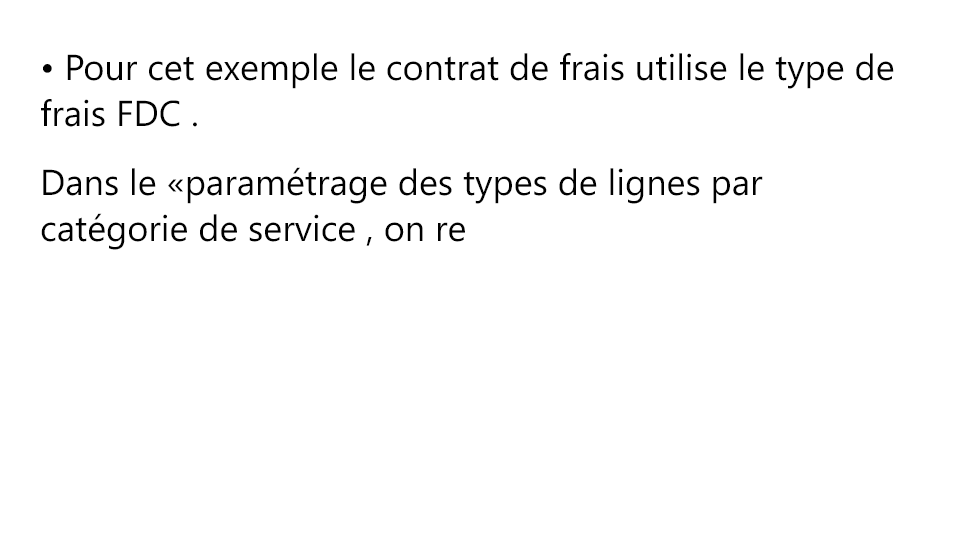 • Pour cet exemple le contrat de frais utilise le type de
frais FDC .
Dans le «paramétrage des types de lignes par
catégorie de service , on re